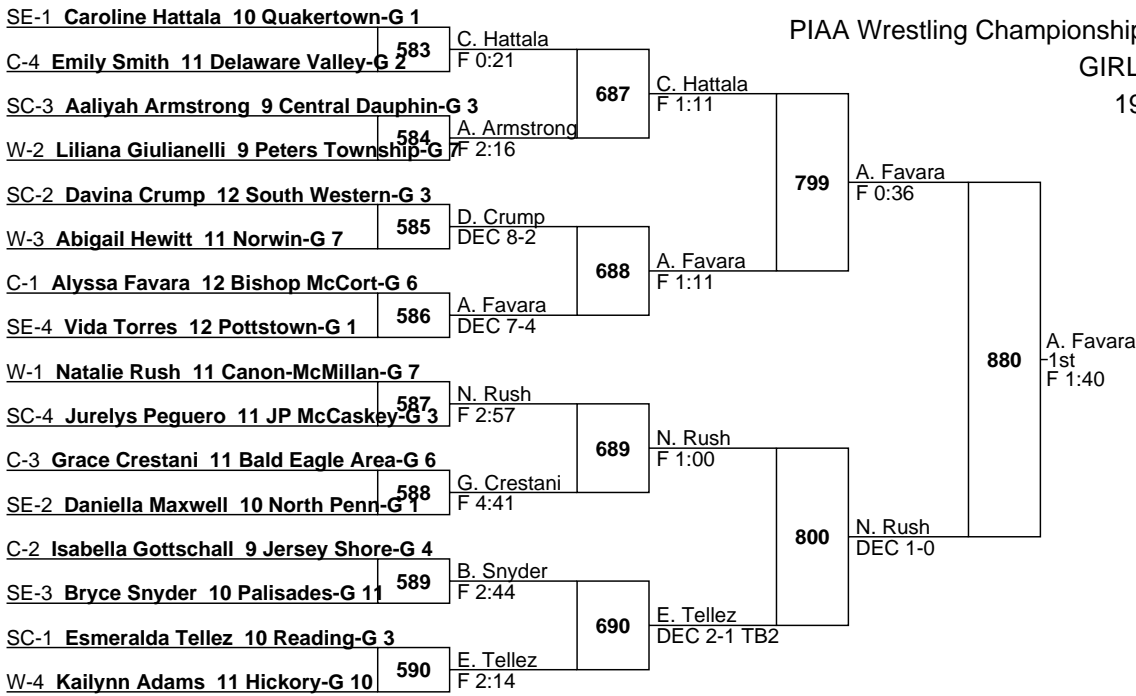 PIAA Wrestling Championship
GIRL
19
SE-1 Caroline Hattala 10 Quakertown-G 1
583
C. Hattala
F 0:21
C-4 Emily Smith 11 Delaware Valley-G 2
687
C. Hattala
F 1:11
SC-3 Aaliyah Armstrong 9 Central Dauphin-G 3
584
A. Armstrong
F 2:16
W-2 Liliana Giulianelli 9 Peters Township-G 7
799
A. Favara
F 0:36
SC-2 Davina Crump 12 South Western-G 3
585
D. Crump
DEC 8-2
W-3 Abigail Hewitt 11 Norwin-G 7
688
A. Favara
F 1:11
C-1 Alyssa Favara 12 Bishop McCort-G 6
586
A. Favara
DEC 7-4
SE-4 Vida Torres 12 Pottstown-G 1
880
A. Favara
1st
F 1:40
W-1 Natalie Rush 11 Canon-McMillan-G 7
587
N. Rush
F 2:57
SC-4 Jurelys Peguero 11 JP McCaskey-G 3
689
N. Rush
F 1:00
C-3 Grace Crestani 11 Bald Eagle Area-G 6
588
G. Crestani
F 4:41
SE-2 Daniella Maxwell 10 North Penn-G 1
800
N. Rush
DEC 1-0
C-2 Isabella Gottschall 9 Jersey Shore-G 4
589
B. Snyder
F 2:44
SE-3 Bryce Snyder 10 Palisades-G 11
690
E. Tellez
DEC 2-1 TB2
SC-1 Esmeralda Tellez 10 Reading-G 3
590
E. Tellez
F 2:14
W-4 Kailynn Adams 11 Hickory-G 10